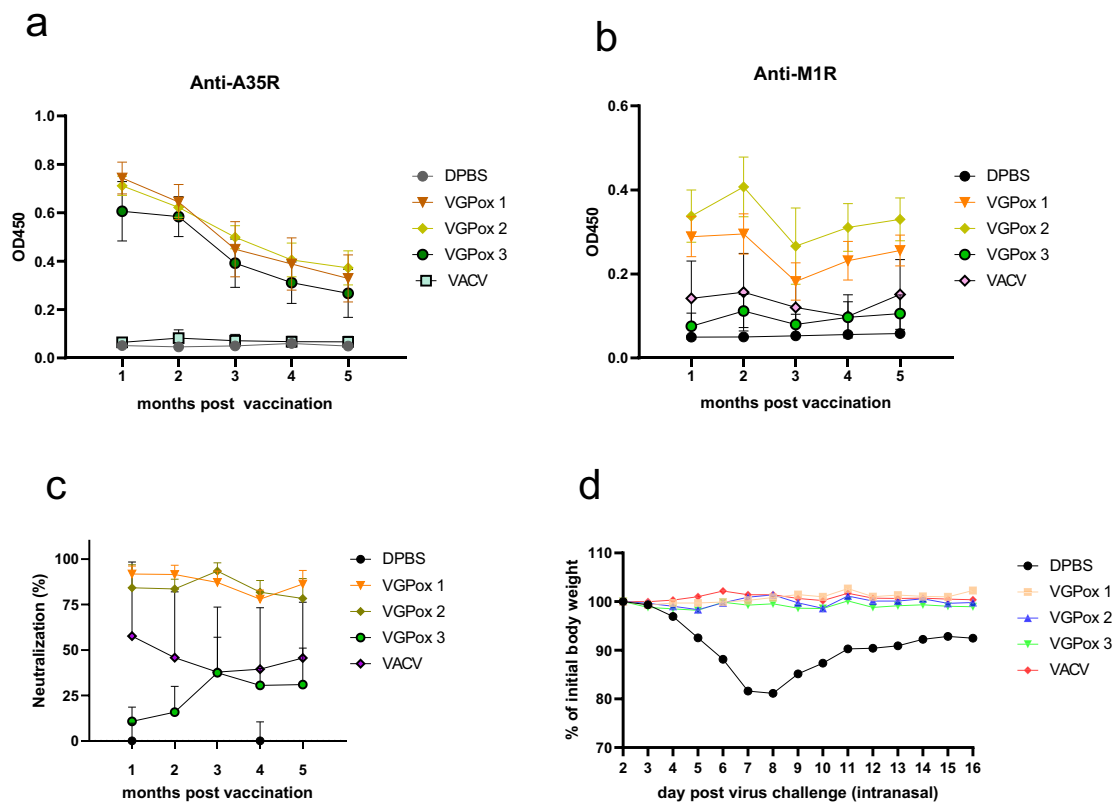 a
Anti-A35R
OD450
1.0
0.8
0.6
0.4
0.2
0.0
1 2 3 4 5
months post vaccination
DPBS
VGPox 1
VGPox 2
VGPox 3
VACV
b
Anti-M1R
OD450
0.6
0.4
0.2
0.0
1 2 3 4 5
months post vaccination
DPBS
VGPox 1
VGPox 2
VGPox 3
VACV
c
Neutralization (%)
100
75
50
25
0
1 2 3 4 5
months post vaccination
DPBS
VGPox 1
VGPox 2
VGPox 3
VACV
d
% of initial body weight
110
100
90
80
70
2 3 4 5 6 7 8 9 10 11 12 13 14 15 16
day post virus challenge (intranasal)
DPBS
VGPox 1
VGPox 2
VGPox 3
VACV